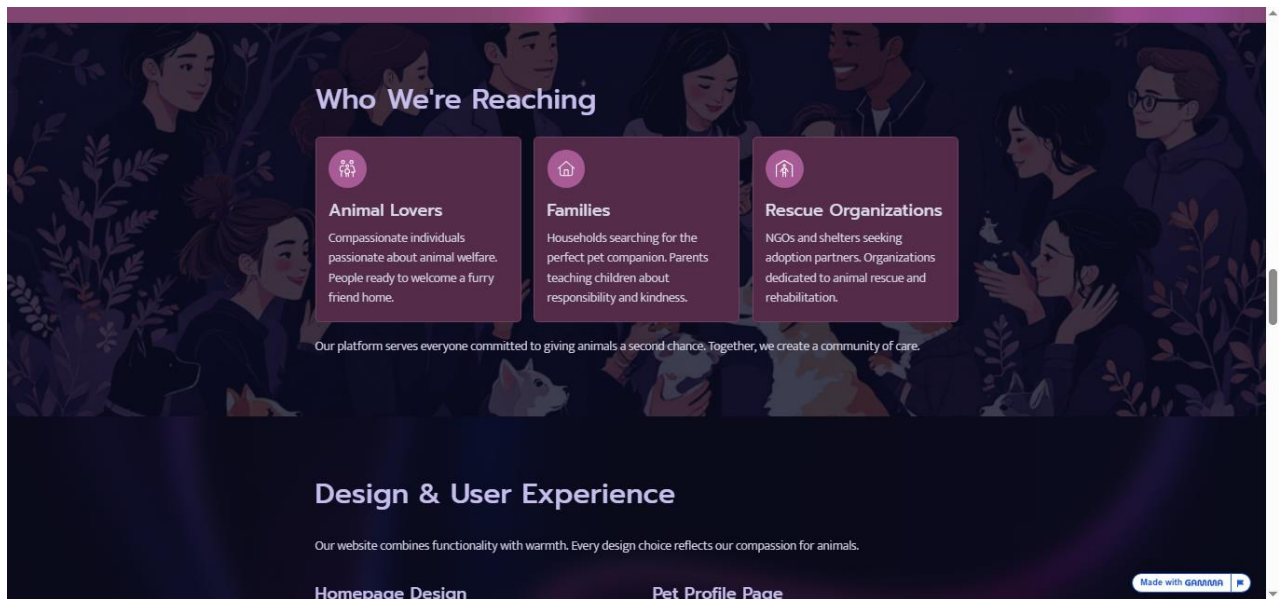 Who We're Reaching
Animal Lovers
Compassionate individuals
passionate about animal welfare.
People ready to welcome a furry
friend home.
Families
Households searching for the
perfect pet companion. Parents
teaching children about
responsibility and kindness.
Rescue Organizations
NGOs and shelters seeking
adoption partners. Organizations
dedicated to animal rescue and
rehabilitation.
Our platform serves everyone committed to giving animals a second chance. Together, we create a community of care.
Design & User Experience
Our website combines functionality with warmth. Every design choice reflects our compassion for animals.
Homepage Design
Pet Profile Page
Made with GAMMA